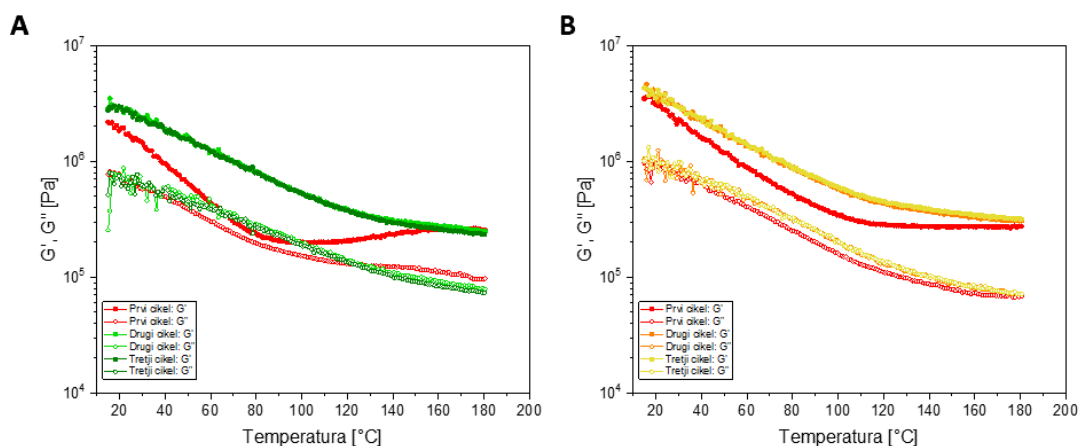 A
10⁷
10⁶
10⁵
10⁴
G', G'' [Pa]
Prvi cikel: G'
Prvi cikel: G''
Drugi cikel: G'
Drugi cikel: G''
Tretji cikel: G'
Tretji cikel: G''
20 40 60 80 100 120 140 160 180 200
Temperatura [°C]
B
10⁷
10⁶
10⁵
10⁴
G', G'' [Pa]
Prvi cikel: G'
Prvi cikel: G''
Drugi cikel: G'
Drugi cikel: G''
Tretji cikel: G'
Tretji cikel: G''
20 40 60 80 100 120 140 160 180 200
Temperatura [°C]